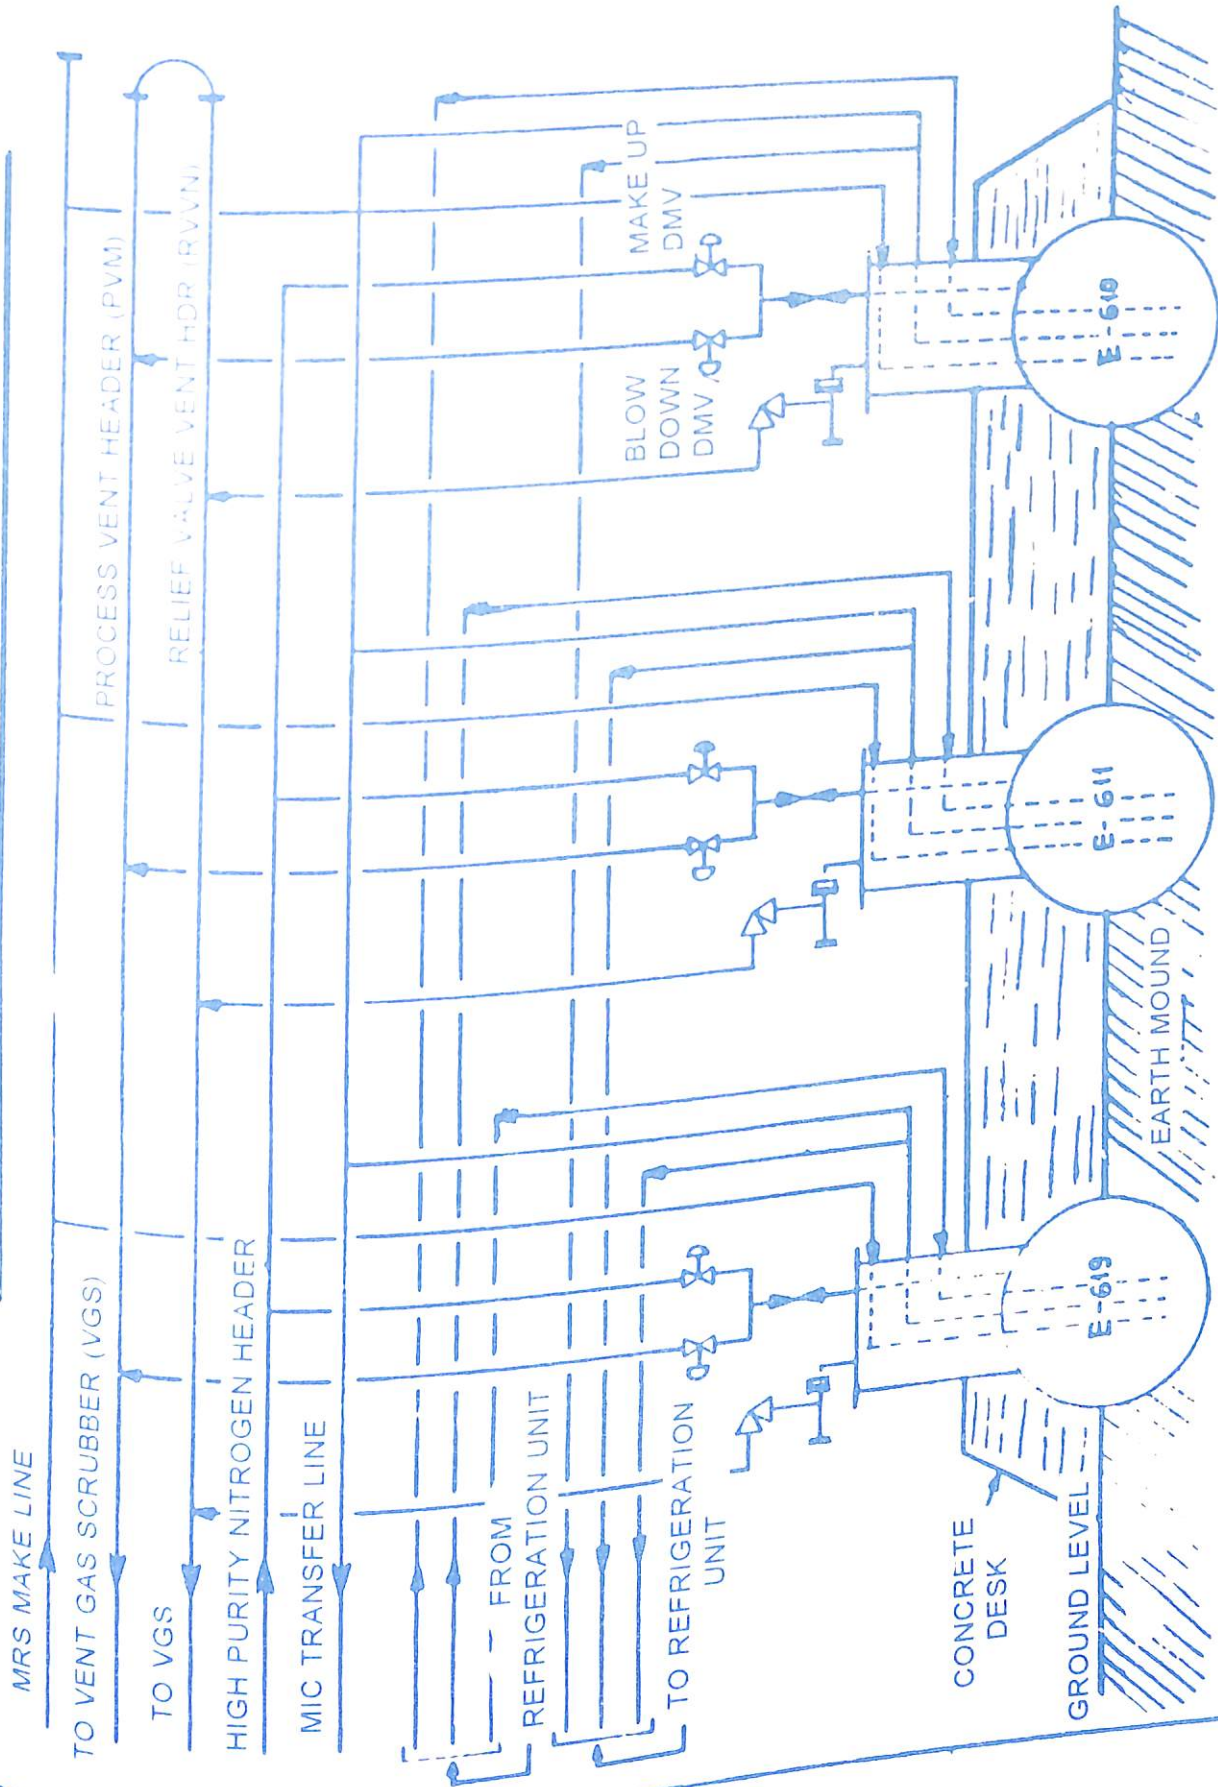 MRS MAKE LINE
TO VENT GAS SCRUBBER (VGS)
PROCESS VENT HEADER (PVM)
TO VGS
RELIEF VALVE VENT HDR (RVVN)
HIGH PURITY NITROGEN HEADER
MIC TRANSFER LINE
FROM
REFRIGERATION UNIT
TO REFRIGERATION
UNIT
BLOW
DOWN
DMV
MAKE UP
DMV
CONCRETE
DESK
GROUND LEVEL
EARTH MOUND
E-619
E-611
E-610